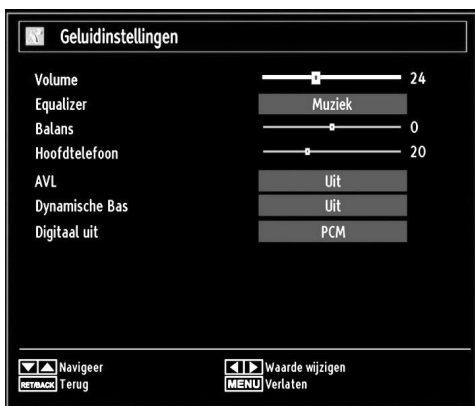 Geluidinstellingen
Volume 24
Equalizer Muziek
Balans 0
Hoofdtelefoon 20
AVL Uit
Dynamische Bas Uit
Digitaal uit PCM
Navigeer Waarde wijzigen
RET/BACK Terug MENU Verlaten